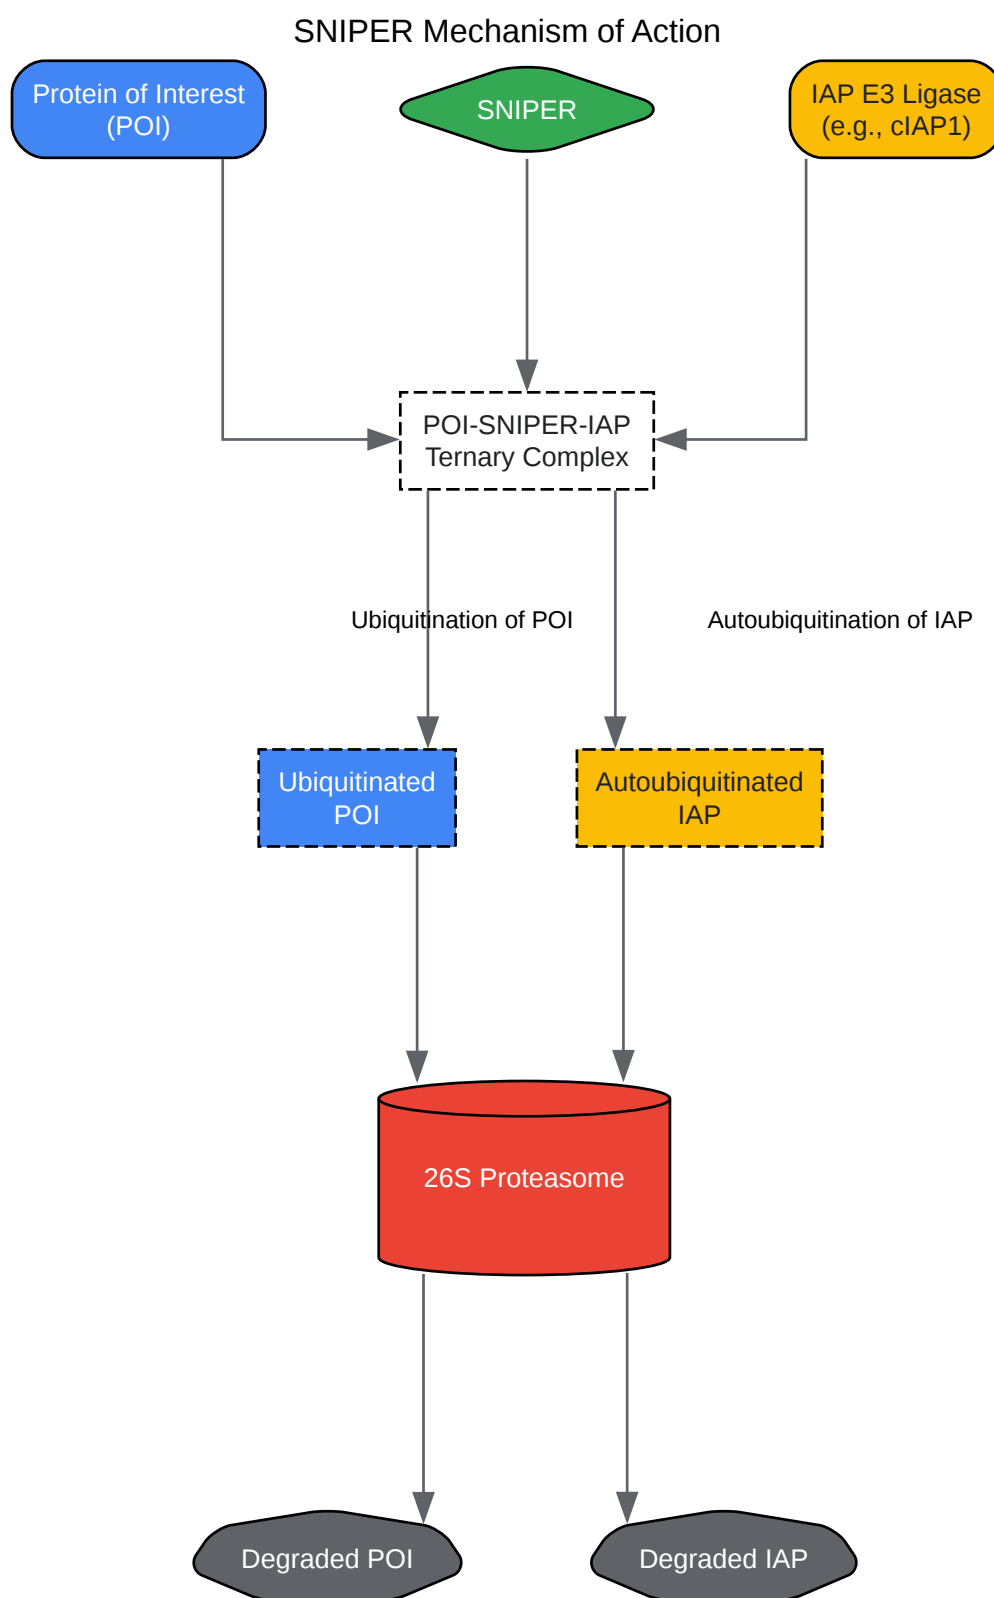 SNIPER Mechanism of Action
Protein of Interest
(POI)
SNIPER
IAP E3 Ligase
(e.g., cIAP1)
POI-SNIPER-IAP
Ternary Complex
Ubiquitination of POI
Autoubiquitination of IAP
Ubiquitinated
POI
Autoubiquitinated
IAP
26S Proteasome
Degraded POI
Degraded IAP